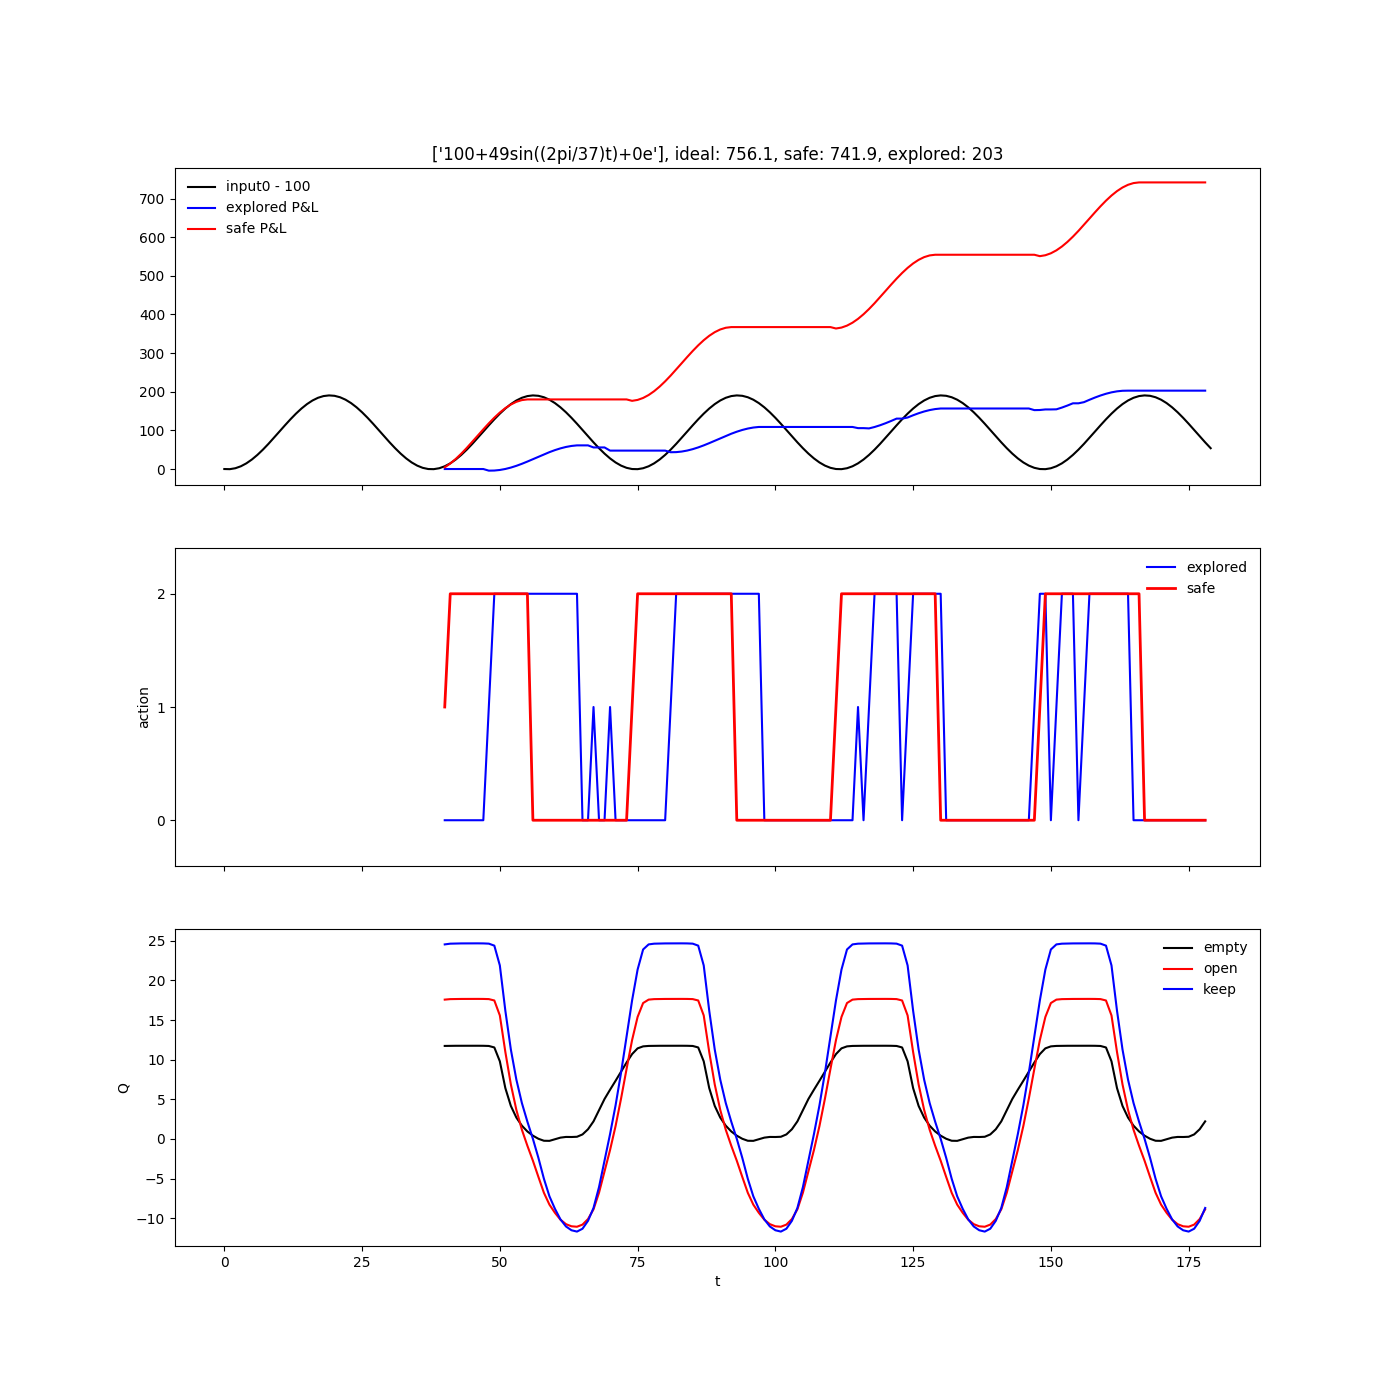 ['100+49sin((2pi/37)t)+0e'], ideal: 756.1, safe: 741.9, explored: 203
input0 - 100
explored P&L
safe P&L
700
600
500
400
300
200
100
0
explored
safe
2
1
0
action
empty
open
keep
25
20
15
10
5
0
−5
−10
Q
0 25 50 75 100 125 150 175
t